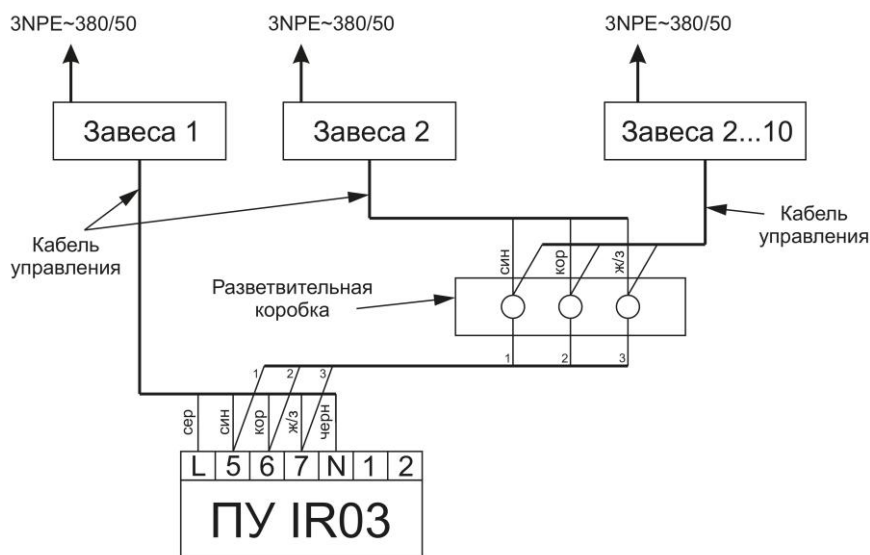 3NPE~380/50
3NPE~380/50
3NPE~380/50
Завеса 1
Завеса 2
Завеса 2...10
Кабель
управления
Кабель
управления
син
кор
ж/з
Разветвительная
коробка
1
2
3
1
2
3
сер
син
кор
ж/з
черн
L
5
6
7
N
1
2
ПУ IR03